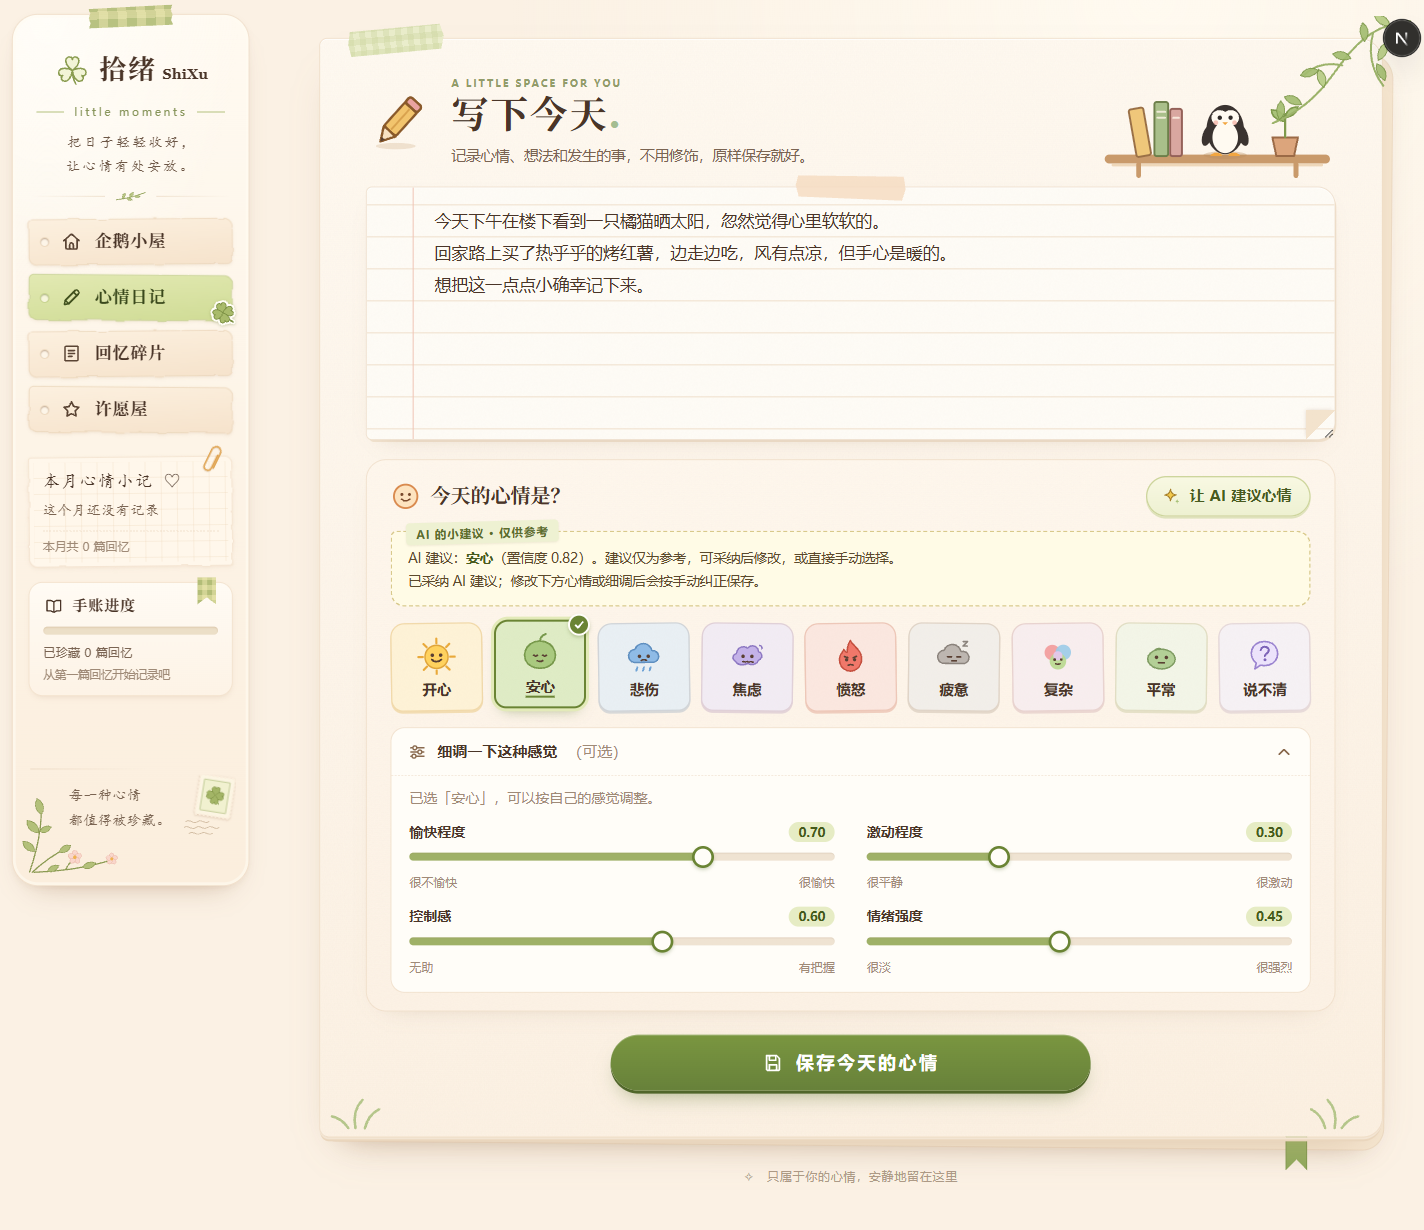 拾绪 ShiXu
little moments
把日子轻轻收好，
让心情有处安放。
企鹅小屋
心情日记
回忆碎片
许愿屋
本月心情小记 ♡
这个月还没有记录
本月共 0 篇回忆
手账进度
已珍藏 0 篇回忆
从第一篇回忆开始记录吧
每一种心情
都值得被珍藏。
A LITTLE SPACE FOR YOU
写下今天.
记录心情、想法和发生的事，不用修饰，原样保存就好。
今天下午在楼下看到一只橘猫晒太阳，忽然觉得心里软软的。
回家路上买了热乎乎的烤红薯，边走边吃，风有点凉，但手心是暖的。
想把这一点点小确幸记下来。
今天的心情是?
让 AI 建议心情
AI 的小建议 · 仅供参考
AI 建议：安心（置信度 0.82）。建议仅为参考，可采纳后修改，或直接手动选择。
已采纳 AI 建议；修改下方心情或细调后会按手动纠正保存。
开心
安心
悲伤
焦虑
愤怒
疲惫
复杂
平常
说不清
细调一下这种感觉 （可选）
已选「安心」，可以按自己的感觉调整。
愉快程度 0.70
很不愉快 很愉快
激动程度 0.30
很平静 很激动
控制感 0.60
无助 有把握
情绪强度 0.45
很淡 很强烈
保存今天的心情
只属于你的心情，安静地留在这里
N
z